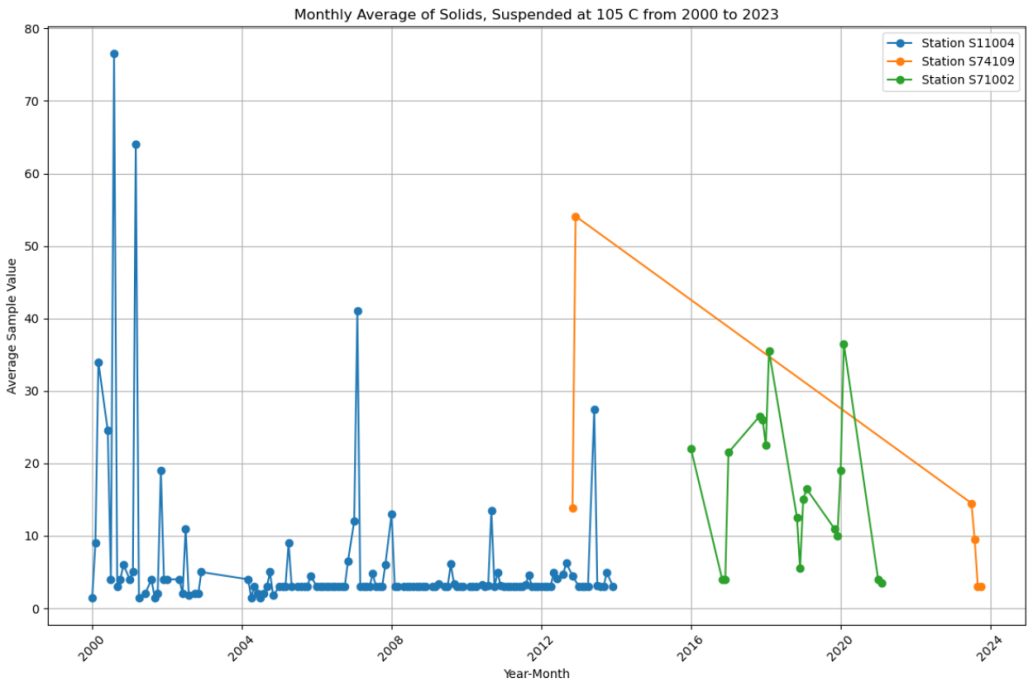 Monthly Average of Solids, Suspended at 105 C from 2000 to 2023
Station S11004
Station S74109
Station S71002
Average Sample Value
80
70
60
50
40
30
20
10
0
2000
2004
2008
2012
2016
2020
2024
Year-Month